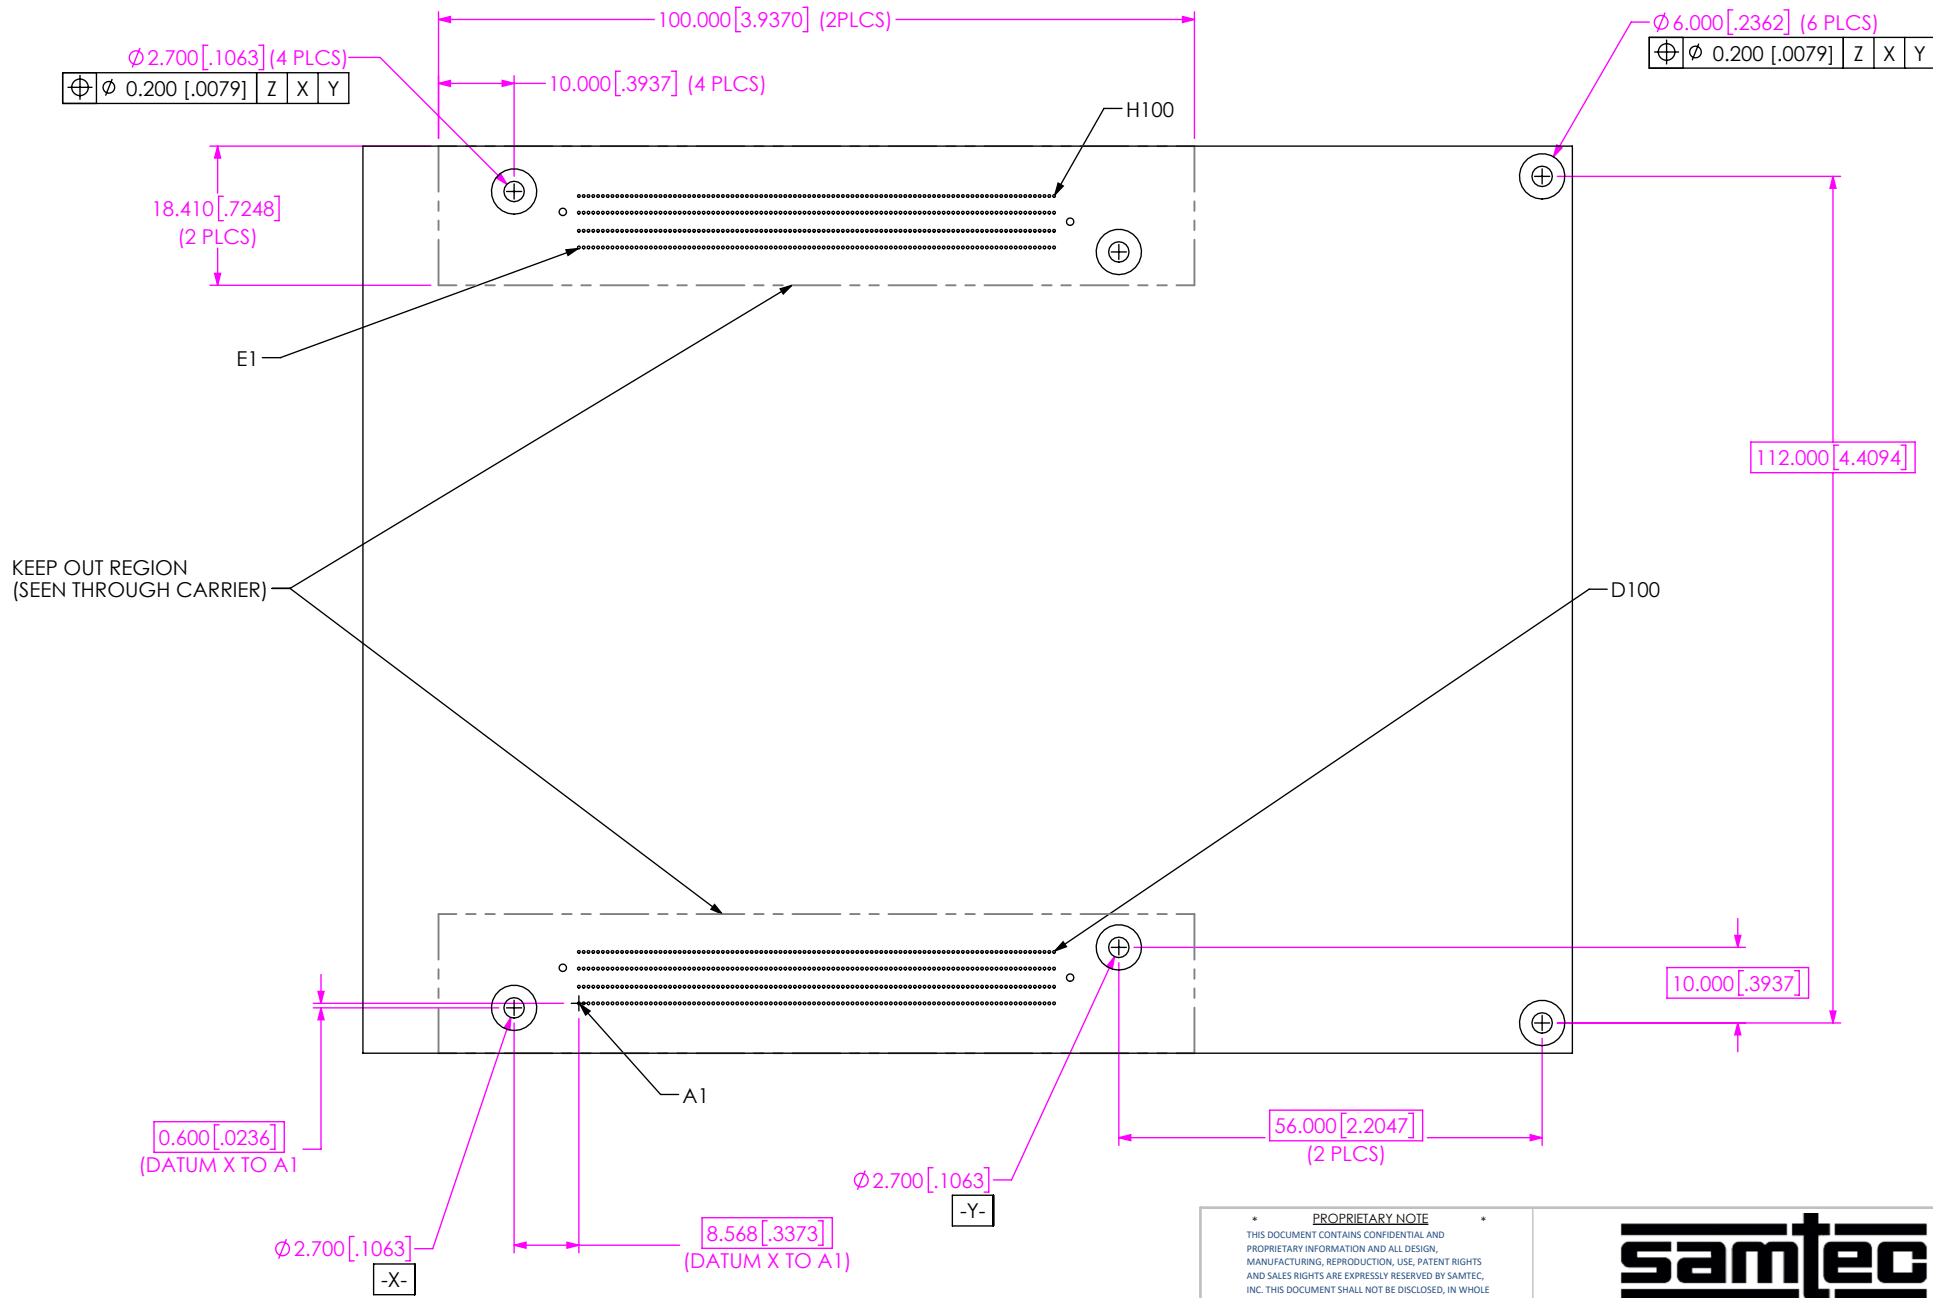 100.000 [3.9370] (2PLCS)
Ø 6.000 [.2362] (6 PLCS)
⌖ Ø 0.200 [.0079] Z X Y
Ø 2.700 [.1063] (4 PLCS)
⌖ Ø 0.200 [.0079] Z X Y
10.000 [.3937] (4 PLCS)
H100
18.410 [.7248]
(2 PLCS)
E1
112.000 [4.4094]
KEEP OUT REGION
(SEEN THROUGH CARRIER)
D100
10.000 [.3937]
A1
0.600 [.0236]
(DATUM X TO A1
56.000 [2.2047]
(2 PLCS)
Ø 2.700 [.1063]
-Y-
8.568 [.3373]
(DATUM X TO A1)
Ø 2.700 [.1063]
-X-
* PROPRIETARY NOTE *
THIS DOCUMENT CONTAINS CONFIDENTIAL AND
PROPRIETARY INFORMATION AND ALL DESIGN,
MANUFACTURING, REPRODUCTION, USE, PATENT RIGHTS
AND SALES RIGHTS ARE EXPRESSLY RESERVED BY SAMTEC,
INC. THIS DOCUMENT SHALL NOT BE DISCLOSED, IN WHOLE
samtec